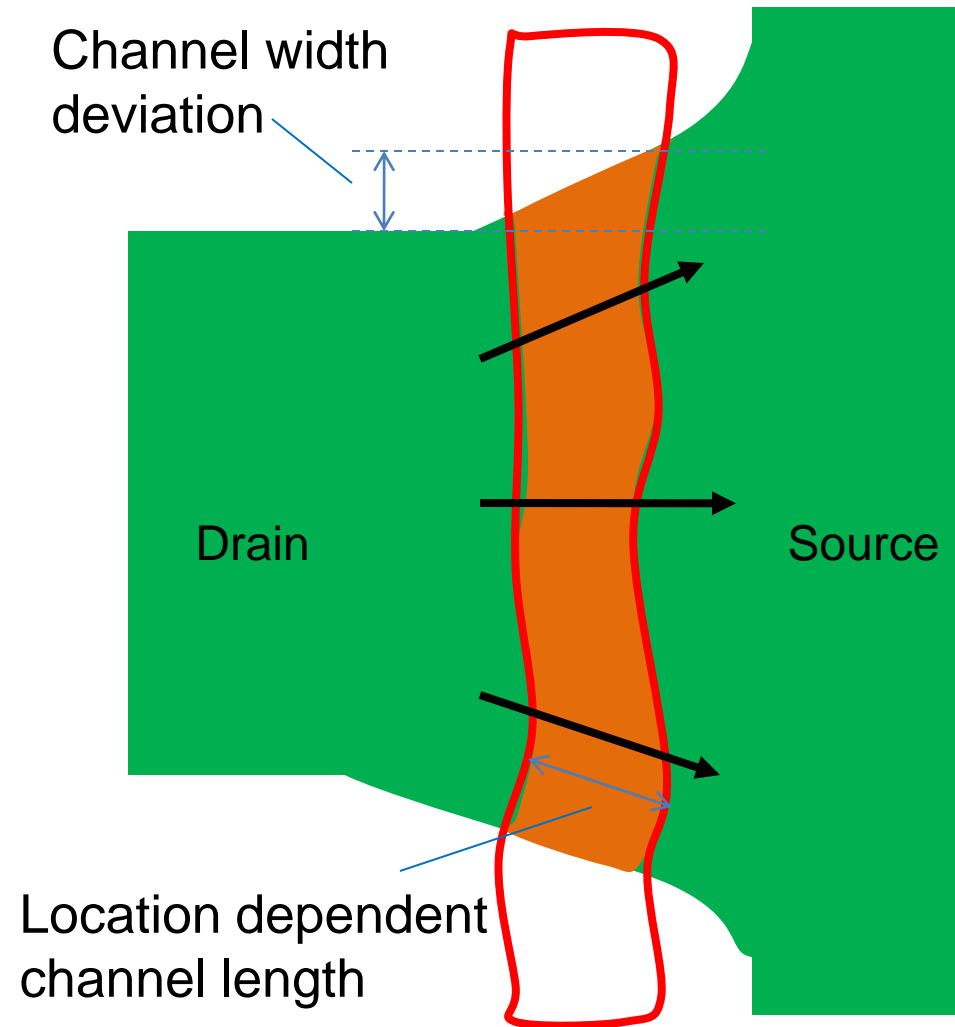 Channel width
deviation
Drain
Source
Location dependent
channel length